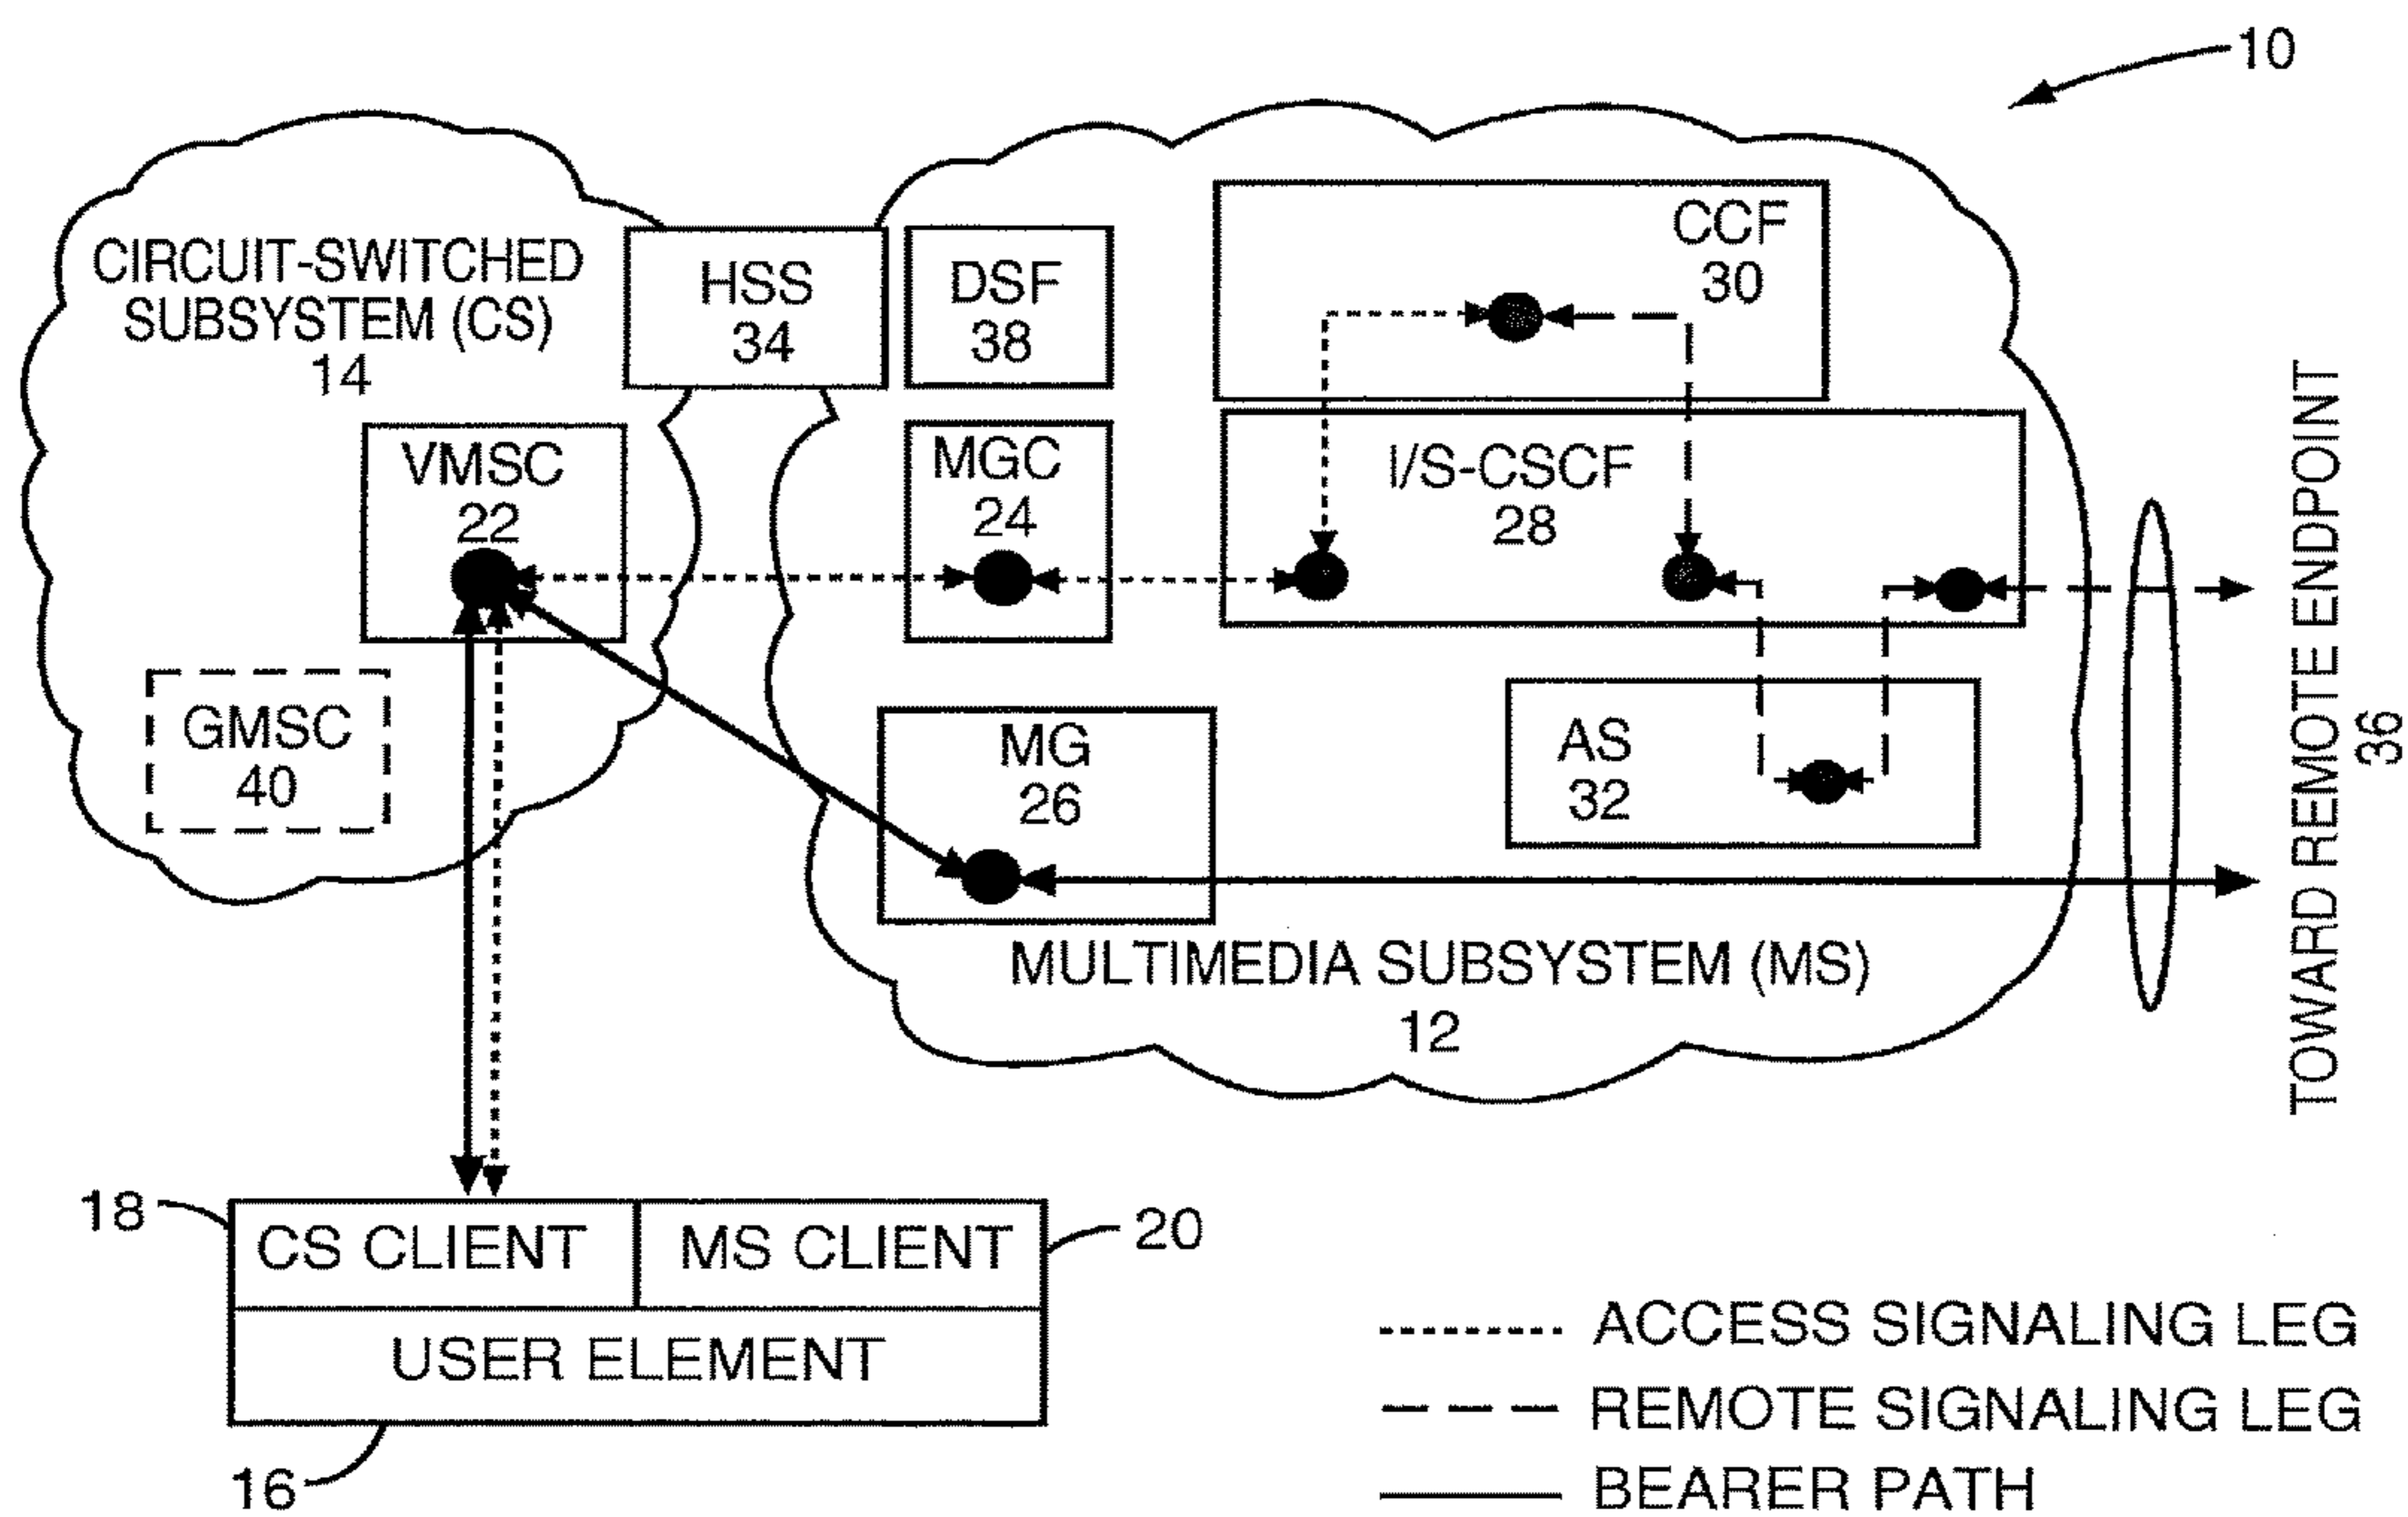 10
CIRCUIT-SWITCHED
SUBSYSTEM (CS)
14
HSS
34
DSF
38
CCF
30
VMSC
22
MGC
24
I/S-CSCF
28
GMSC
40
MG
26
AS
32
MULTIMEDIA SUBSYSTEM (MS)
12
TOWARD REMOTE ENDPOINT
36
18
CS CLIENT
MS CLIENT
20
USER ELEMENT
16
ACCESS SIGNALING LEG
REMOTE SIGNALING LEG
BEARER PATH